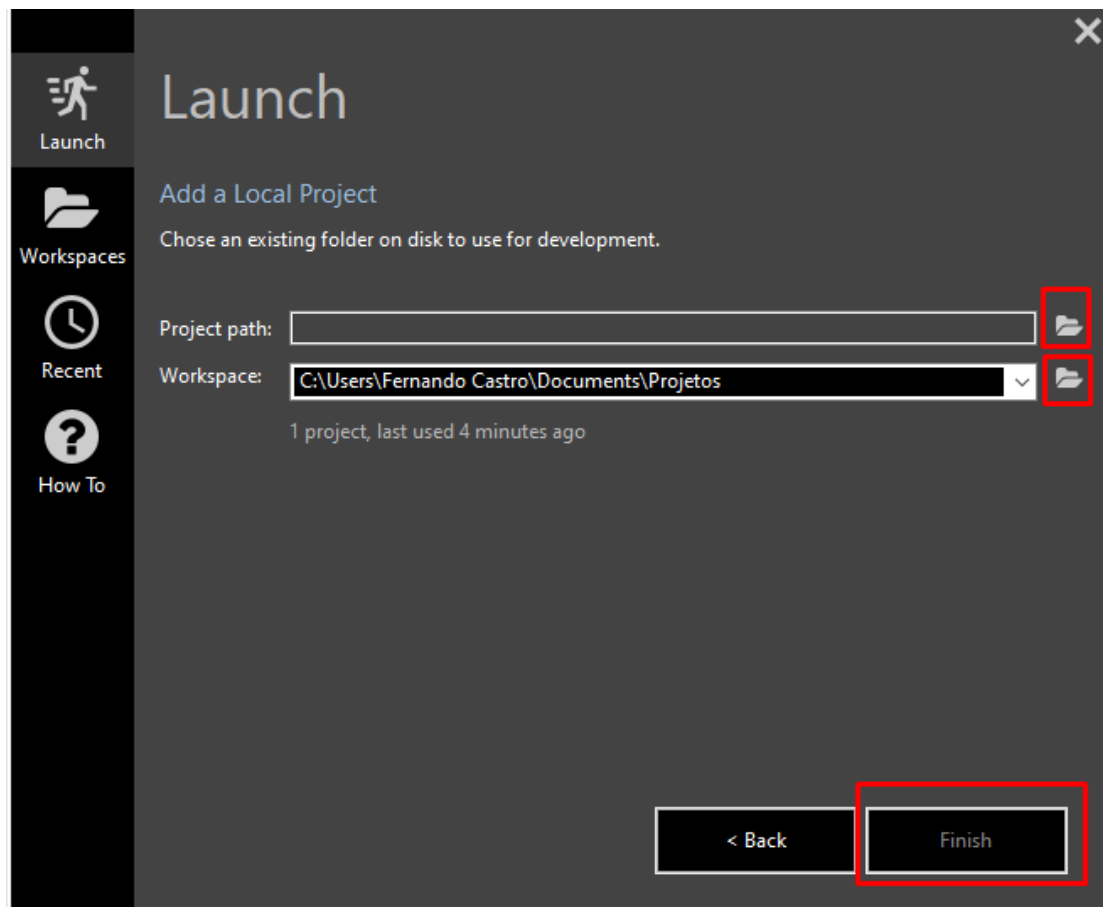 Launch
Workspaces
Recent
How To
Launch
Add a Local Project
Chose an existing folder on disk to use for development.
Project path:
Workspace: C:\Users\Fernando Castro\Documents\Projetos
1 project, last used 4 minutes ago
< Back Finish